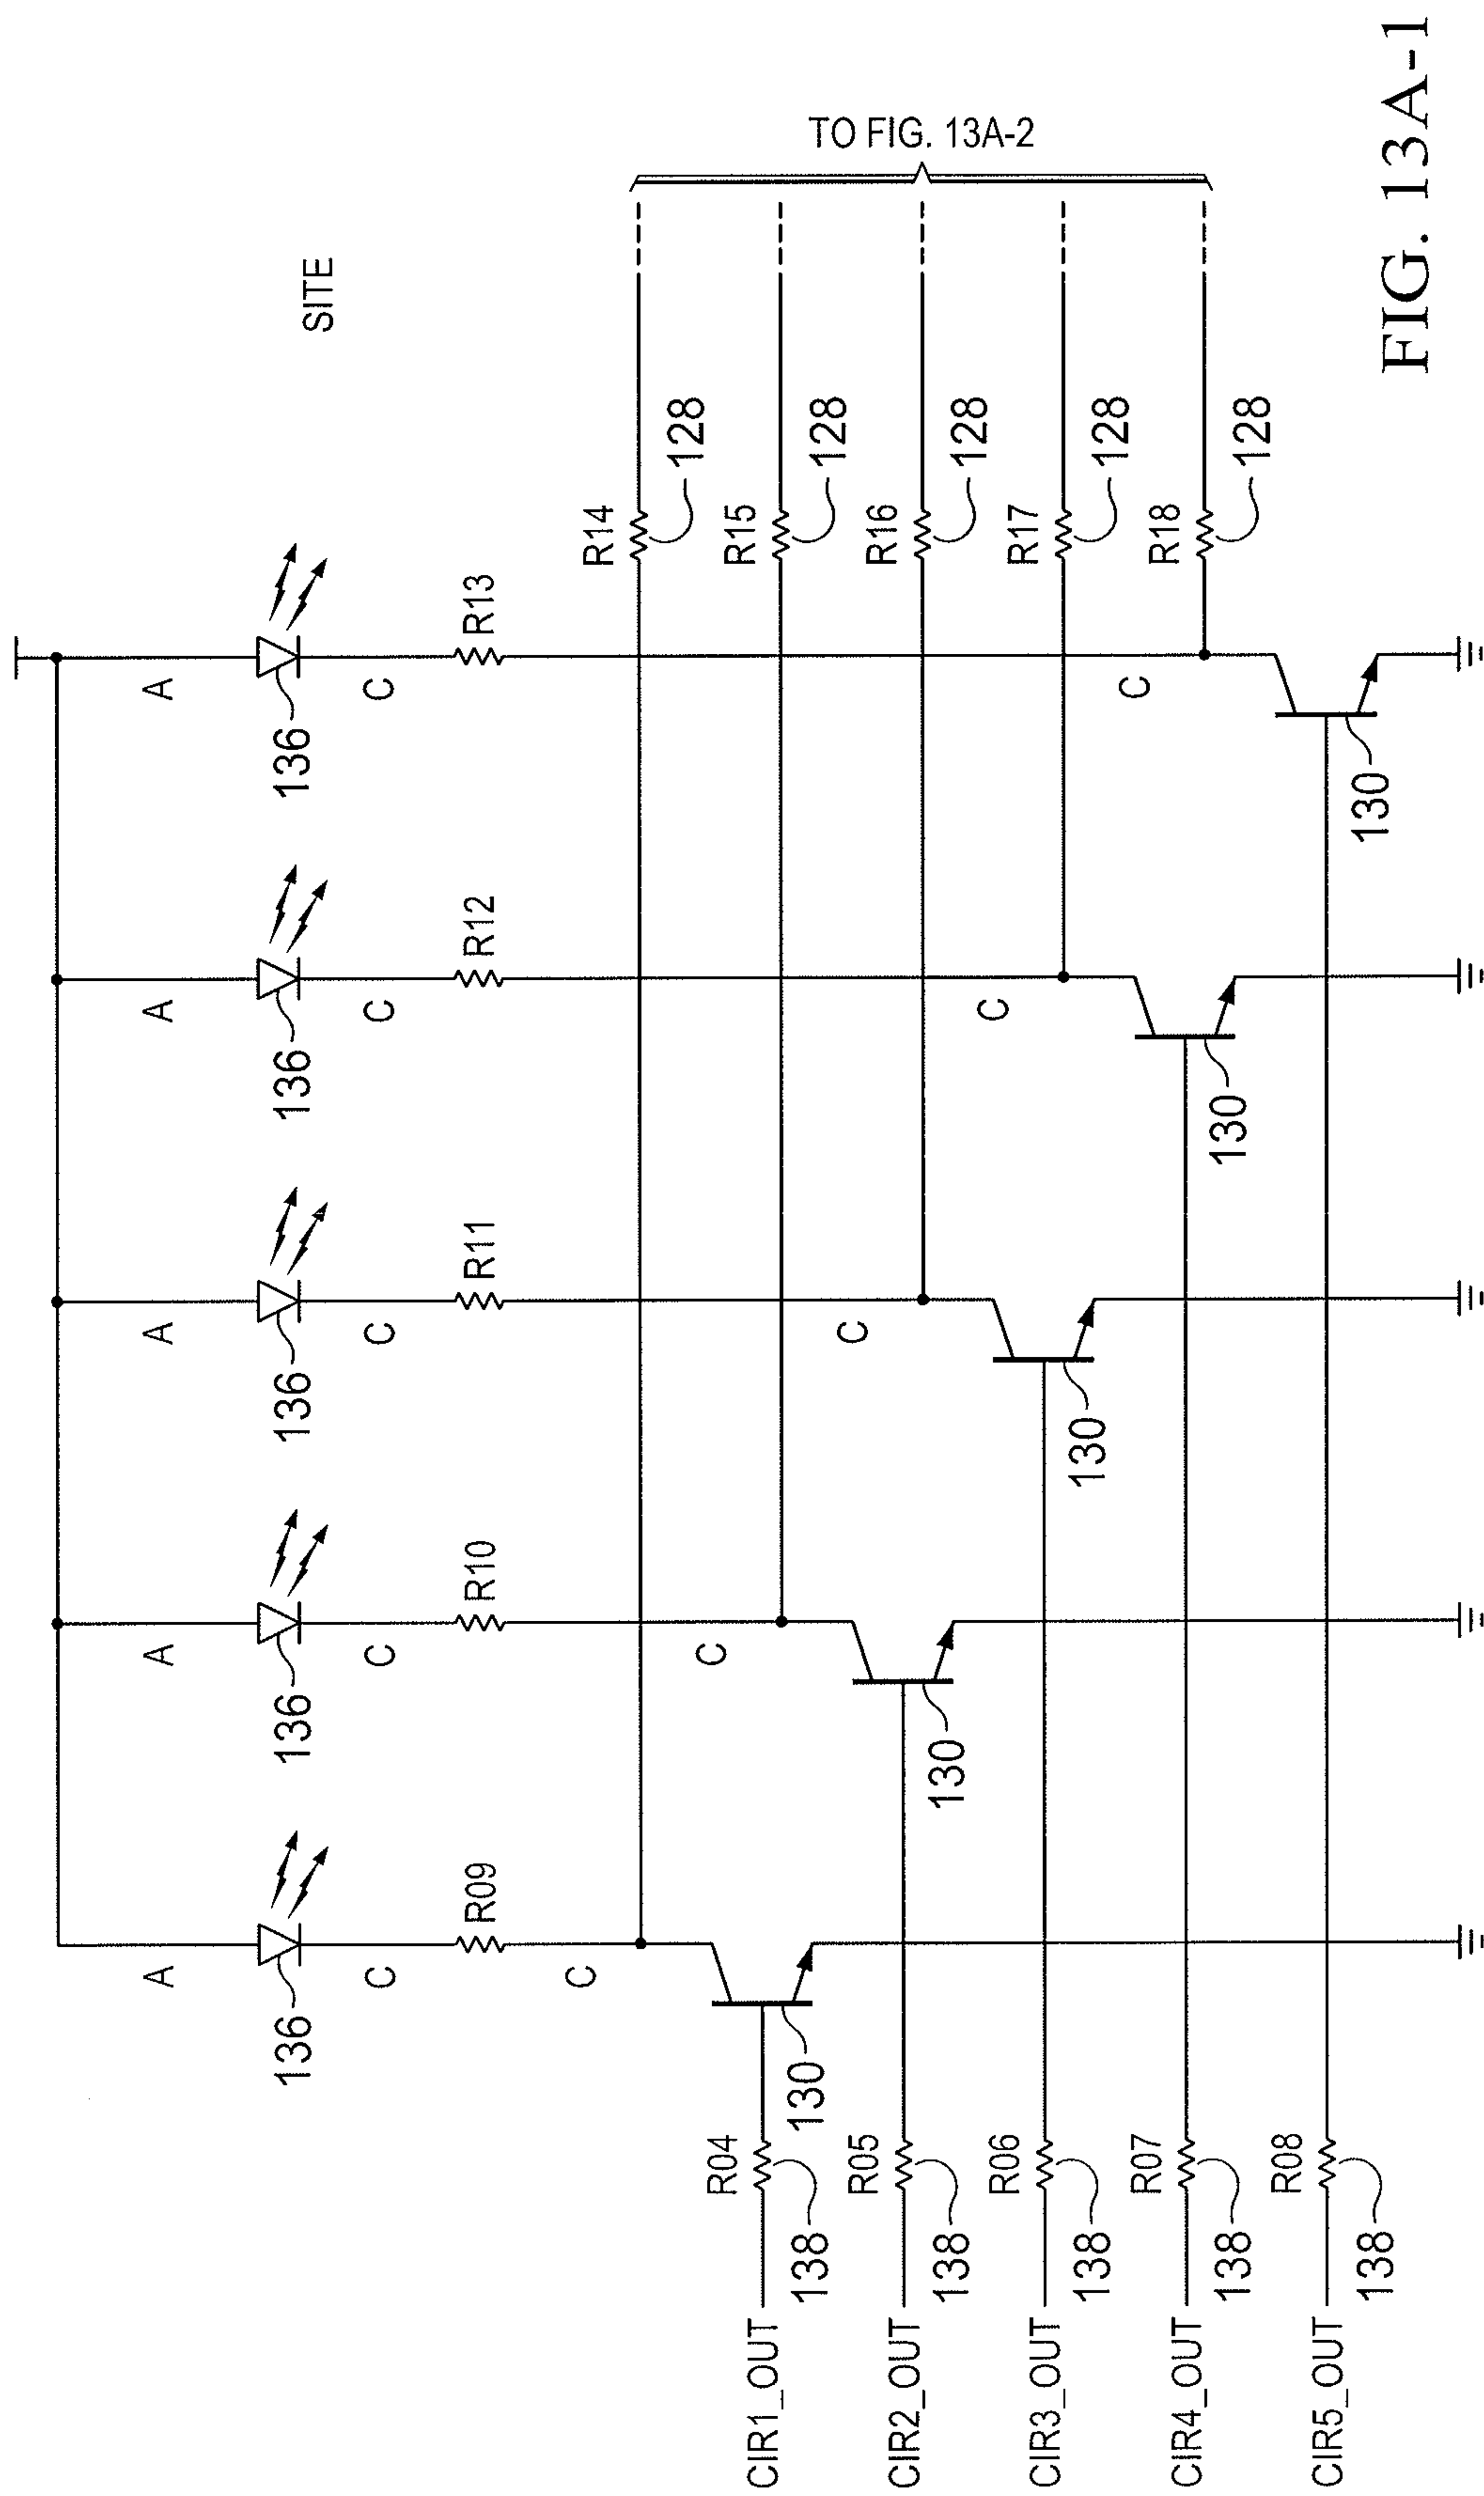 SITE
A
A
A
A
A
136
136
136
136
136
C
C
C
C
C
R09
R10
R11
R12
R13
C
C
C
C
C
R14
128
R15
128
R16
128
R17
128
R18
128
TO FIG. 13A-2
130
130
130
130
130
CIR1_OUT
R04
138
CIR2_OUT
R05
138
CIR3_OUT
R06
138
CIR4_OUT
R07
138
CIR5_OUT
R08
138
FIG. 13A-1